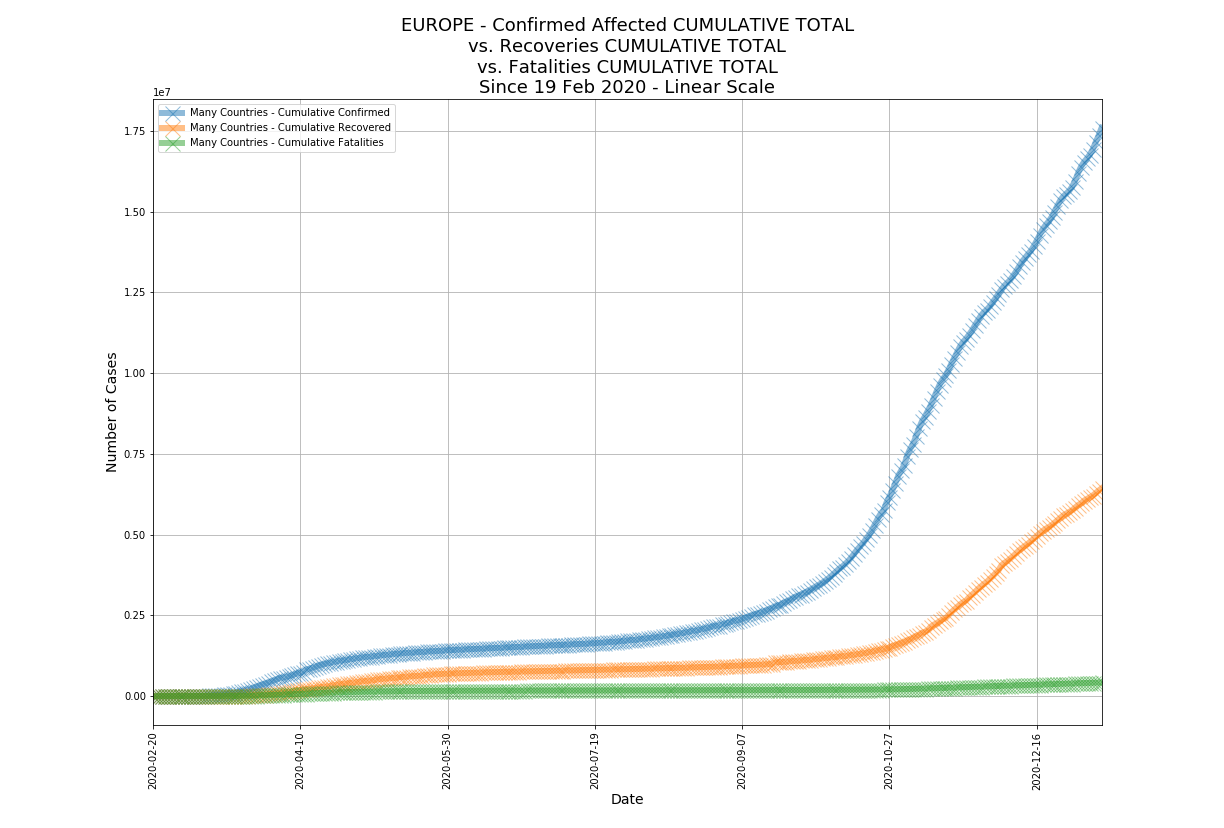 EUROPE - Confirmed Affected CUMULATIVE TOTAL
vs. Recoveries CUMULATIVE TOTAL
vs. Fatalities CUMULATIVE TOTAL
Since 19 Feb 2020 - Linear Scale
1e7
Many Countries - Cumulative Confirmed
Many Countries - Cumulative Recovered
Many Countries - Cumulative Fatalities
1.75
1.50
1.25
1.00
0.75
0.50
0.25
0.00
Number of Cases
2020-02-20
2020-04-10
2020-05-30
2020-07-19
2020-09-07
2020-10-27
2020-12-16
Date